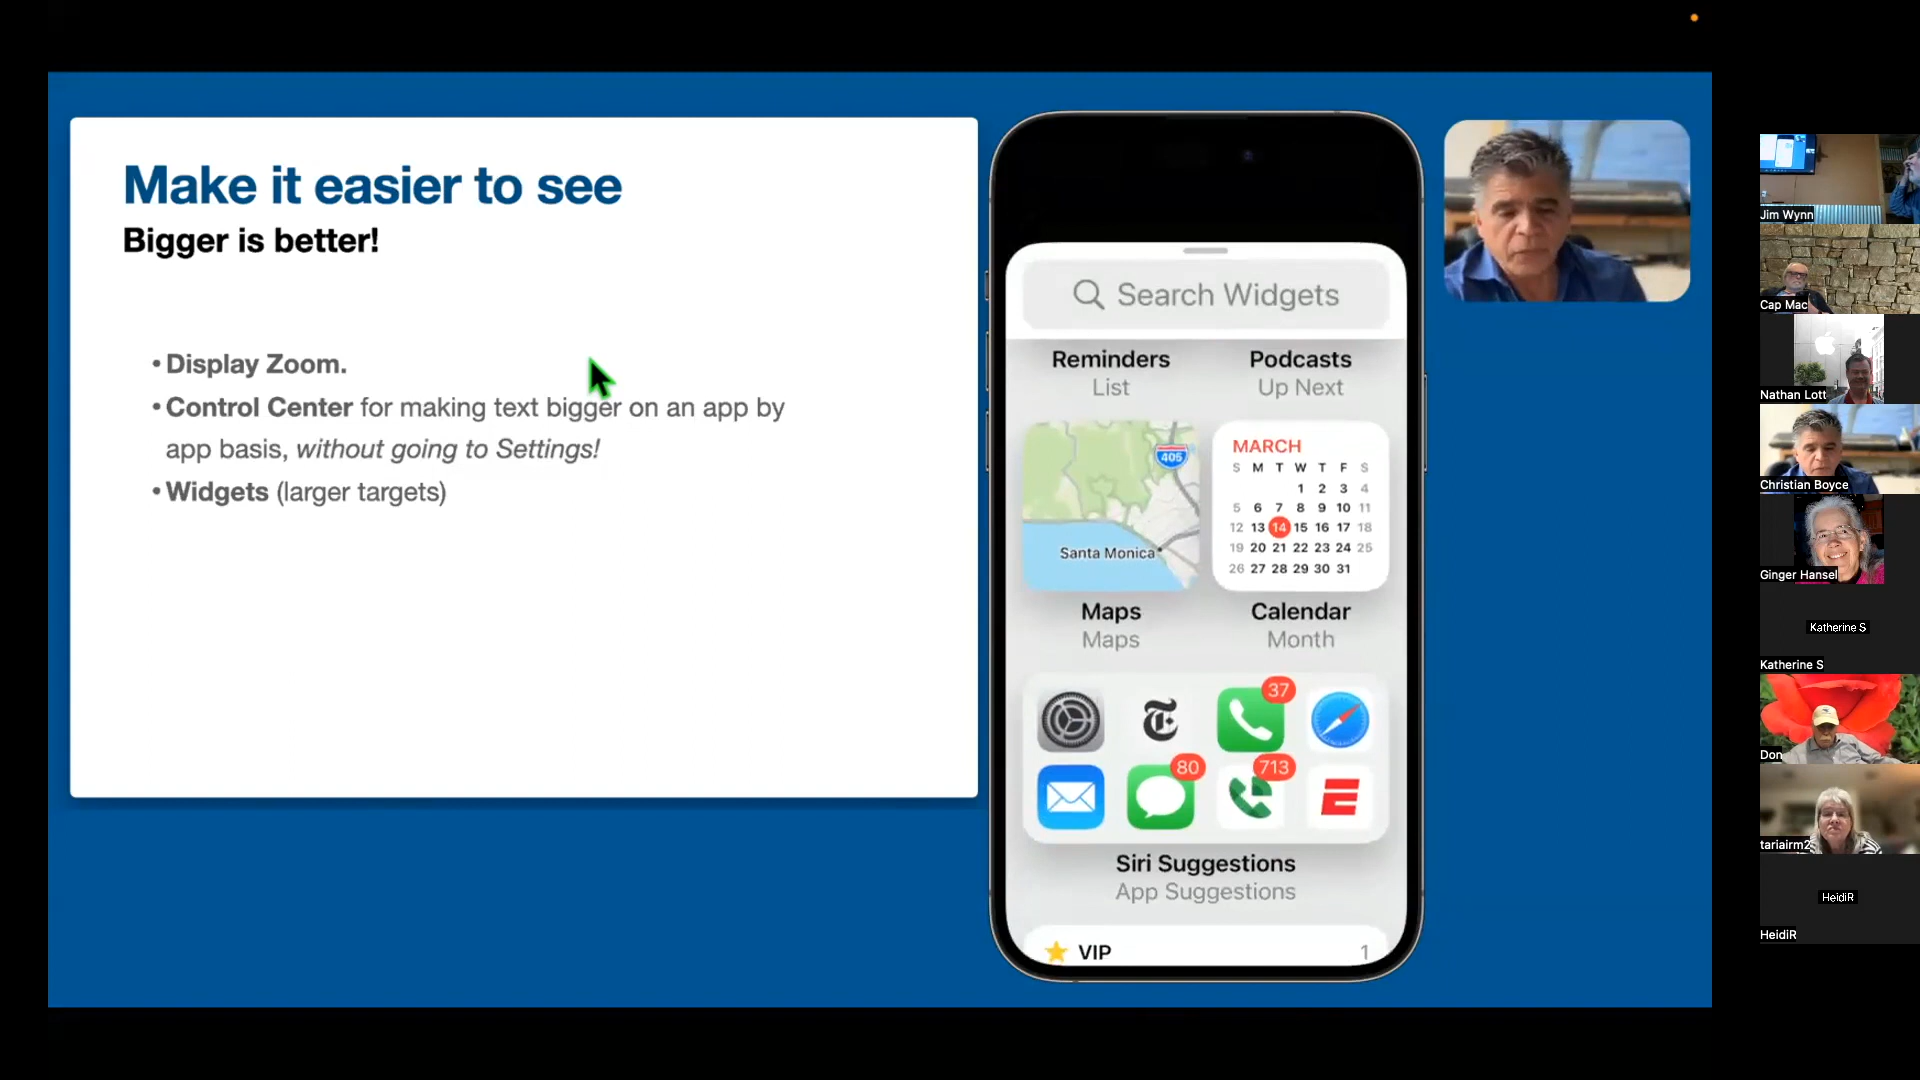 Make it easier to see
Bigger is better!
• Display Zoom.
• Control Center for making text bigger on an app by
app basis, without going to Settings!
• Widgets (larger targets)
Search Widgets
Reminders Podcasts
List Up Next
405
Santa Monica
MARCH
S M T W T F S
1 2 3 4
5 6 7 8 9 10 11
12 13 14 15 16 17 18
19 20 21 22 23 24 25
26 27 28 29 30 31
Maps Calendar
Maps Month
37
80 713
Siri Suggestions
App Suggestions
VIP 1
Jim Wynn
Cap Mac
Nathan Lott
Christian Boyce
Ginger Hansel
Katherine S
Katherine S
Don
tariairm2
HeidiR
HeidiR